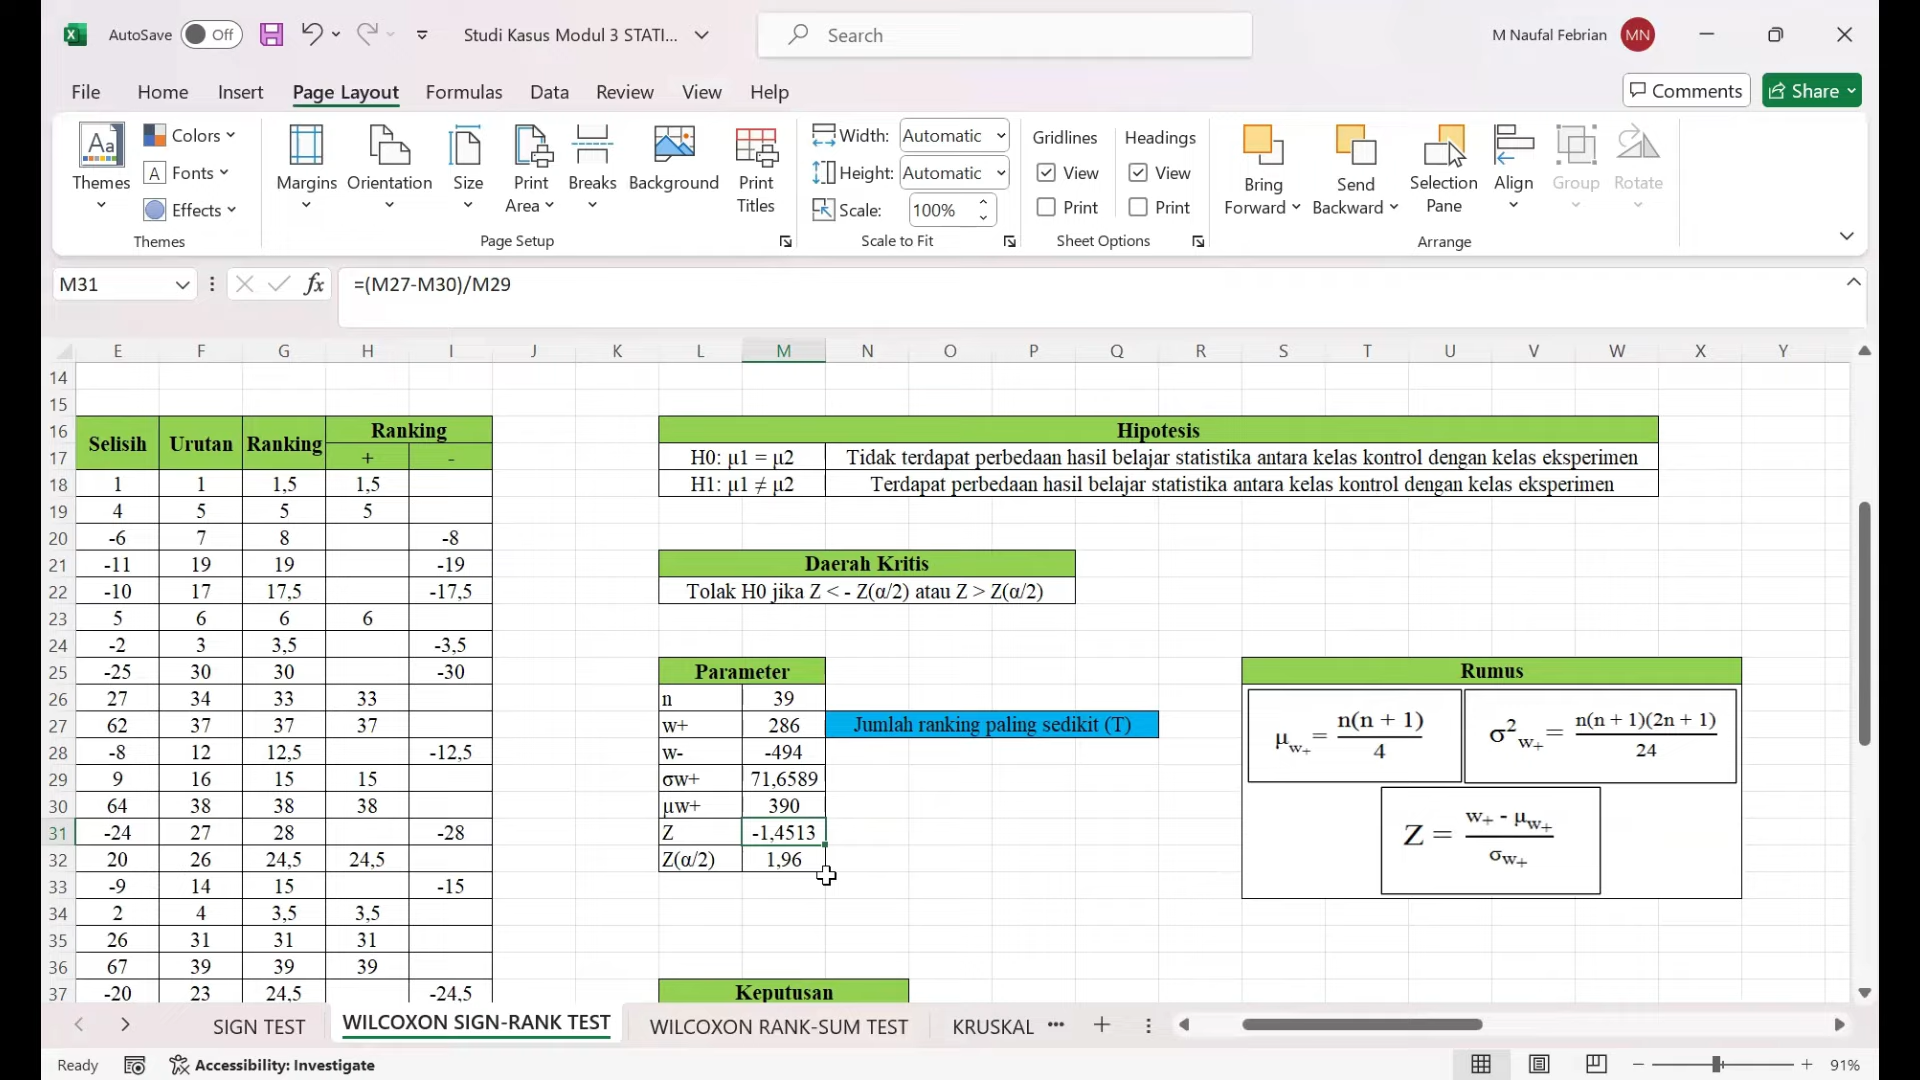 AutoSave Off Studi Kasus Modul 3 STATI... Search M Naufal Febrian MN
File Home Insert Page Layout Formulas Data Review View Help Comments Share
Themes Colors Fonts Effects Themes
Margins Orientation Size Print Area Breaks Background Print Titles Page Setup
Width: Automatic
Height: Automatic
Scale: 100%
Scale to Fit
Gridlines Headings
View View
Print Print
Sheet Options
Bring Forward Send Backward Selection Pane Align Group Rotate
Arrange
M31 fx =(M27-M30)/M29
E F G H I J K L M N O P Q R S T U V W X Y
14
15
16 Selisih Urutan Ranking Ranking Hipotesis
17 + - H0: μ1 = μ2 Tidak terdapat perbedaan hasil belajar statistika antara kelas kontrol dengan kelas eksperimen
18 1 1 1,5 1,5 H1: μ1 ≠ μ2 Terdapat perbedaan hasil belajar statistika antara kelas kontrol dengan kelas eksperimen
19 4 5 5 5
20 -6 7 8 -8
21 -11 19 19 -19 Daerah Kritis
22 -10 17 17,5 -17,5 Tolak H0 jika Z < - Z(α/2) atau Z > Z(α/2)
23 5 6 6 6
24 -2 3 3,5 -3,5
25 -25 30 30 -30 Parameter Rumus
26 27 34 33 33 n 39
27 62 37 37 37 w+ 286 Jumlah ranking paling sedikit (T)
28 -8 12 12,5 -12,5 w- -494
29 9 16 15 15 σw+ 71,6589
30 64 38 38 38 μw+ 390
31 -24 27 28 -28 Z -1,4513
32 20 26 24,5 24,5 Z(α/2) 1,96
33 -9 14 15 -15
34 2 4 3,5 3,5
35 26 31 31 31
36 67 39 39 39
37 -20 23 24,5 -24,5 Keputusan
μw+ = n(n + 1) / 4
σ²w+ = n(n + 1)(2n + 1) / 24
Z = w+ - μw+ / σw+
SIGN TEST WILCOXON SIGN-RANK TEST WILCOXON RANK-SUM TEST KRUSKAL ...
Ready Accessibility: Investigate 91%